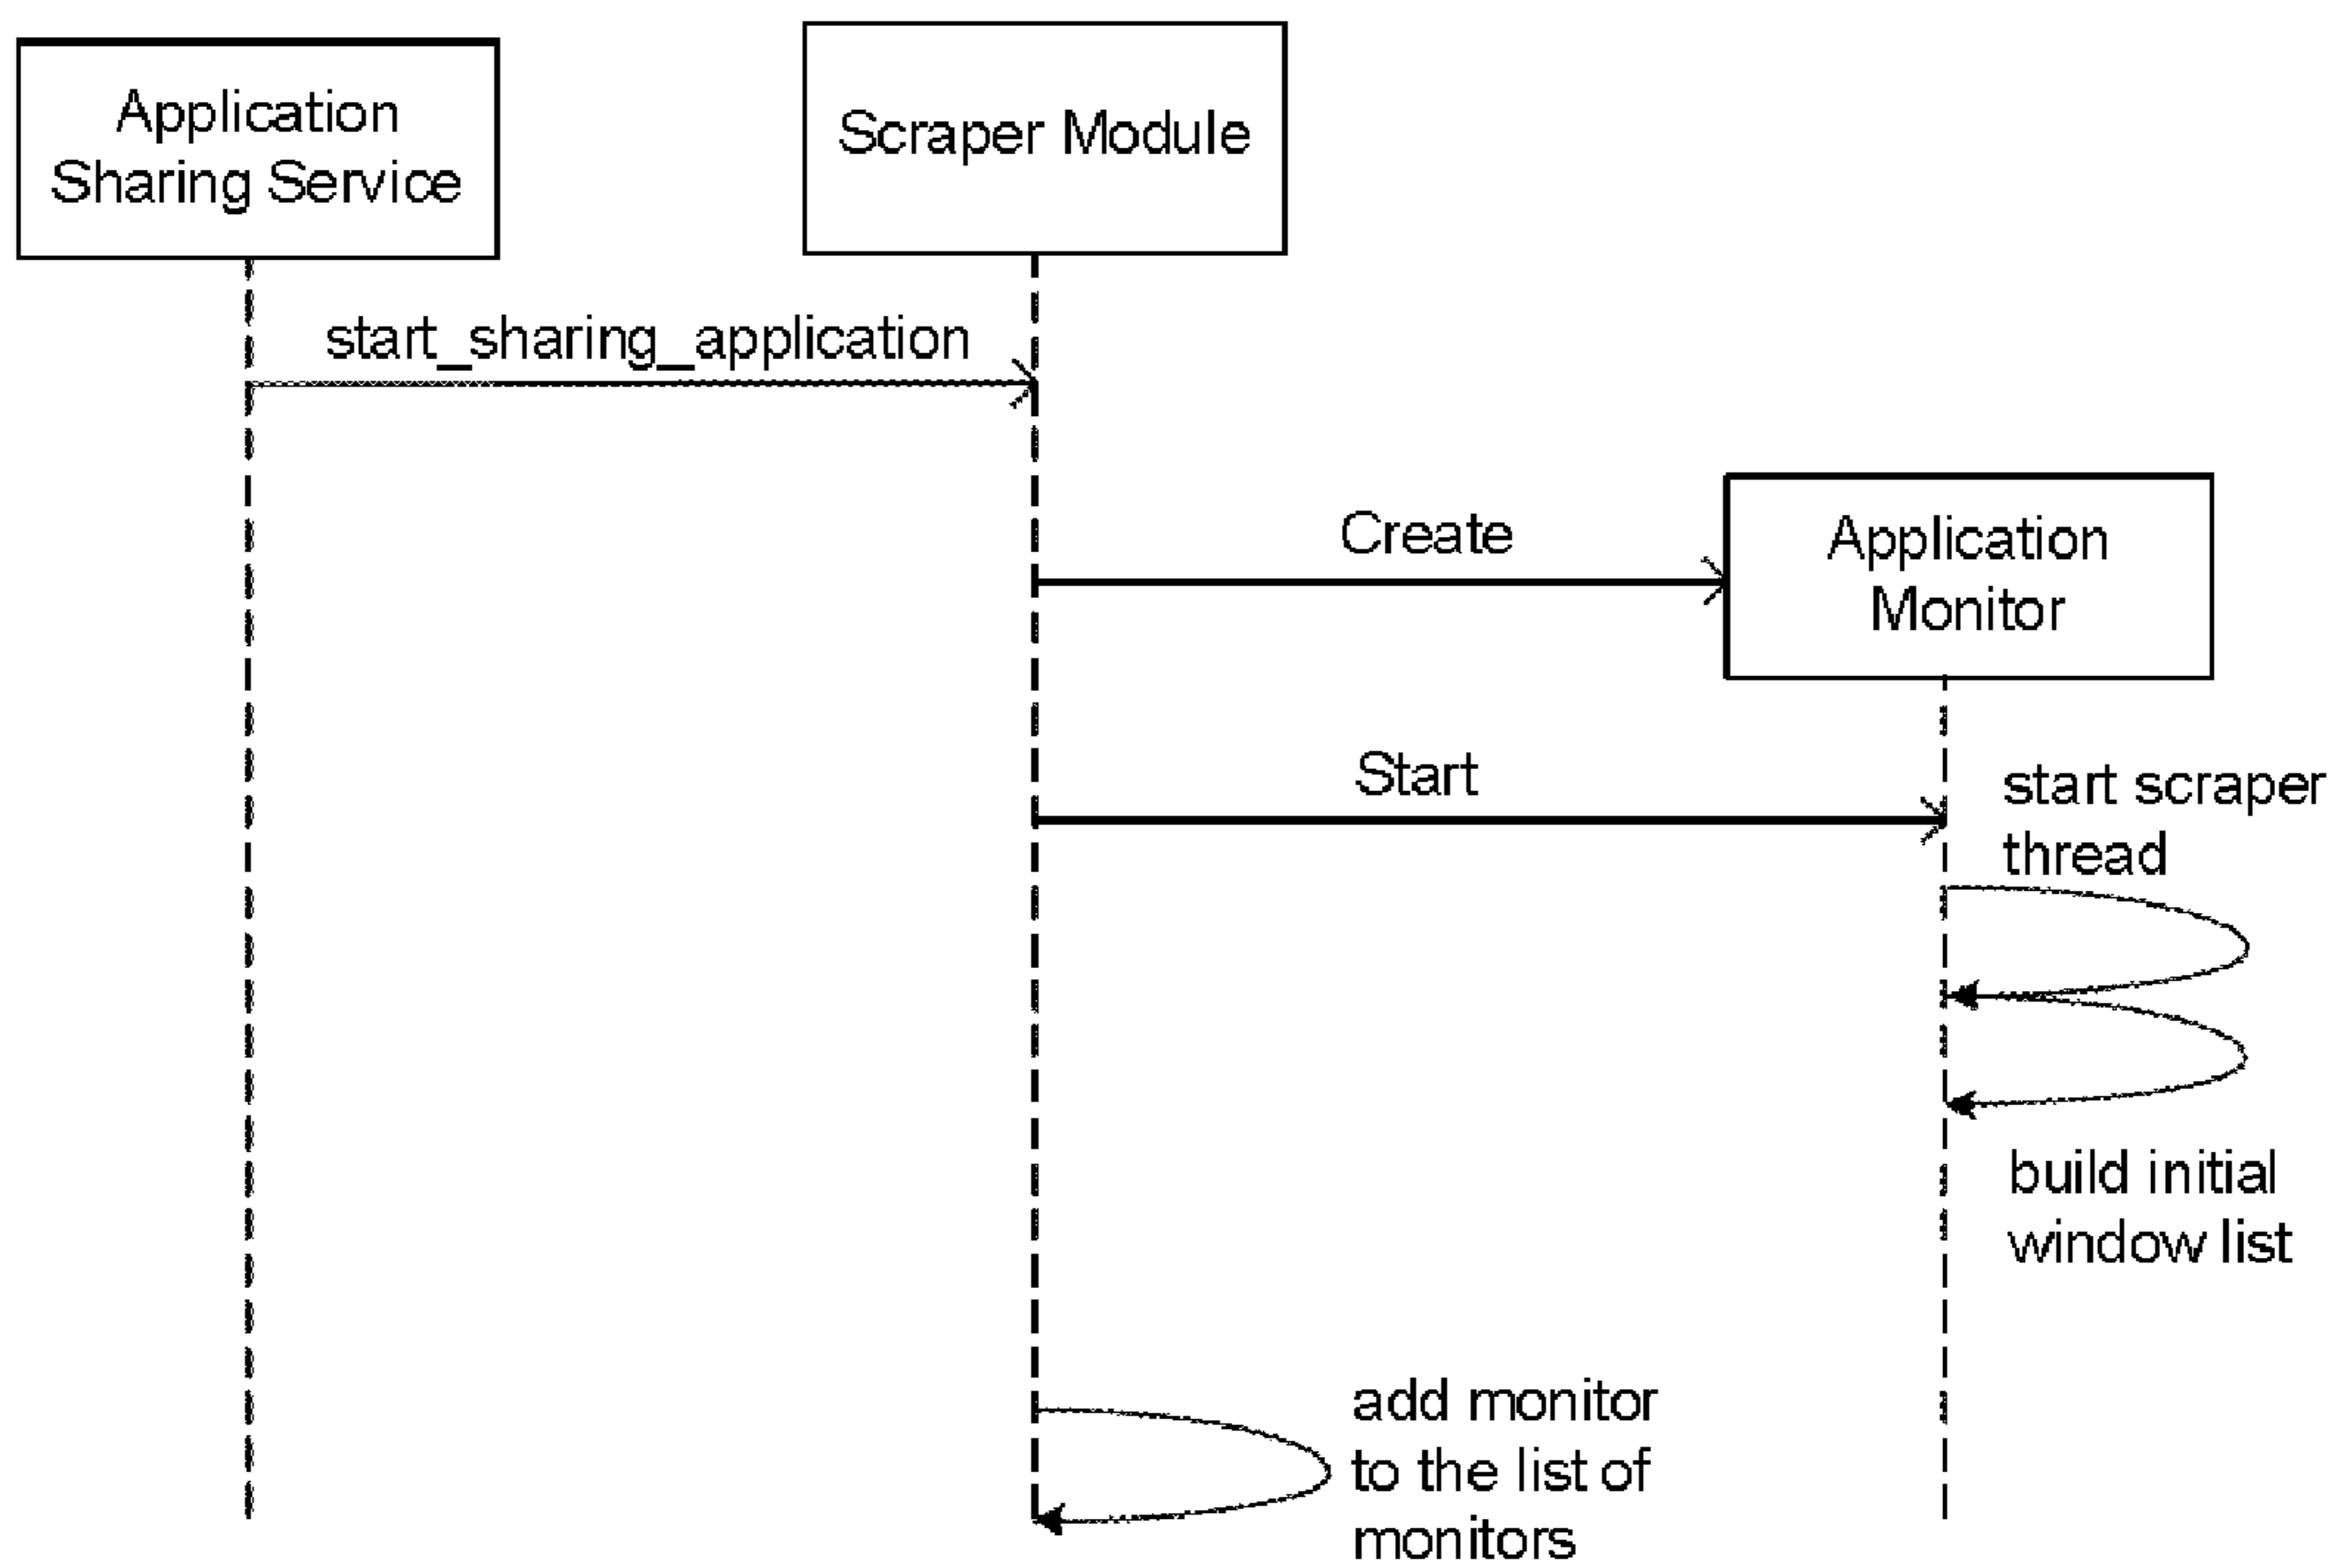 Application
Sharing Service
Scraper Module
start_sharing_application
Create
Application
Monitor
Start
start scraper
thread
build initial
window list
add monitor
to the list of
monitors